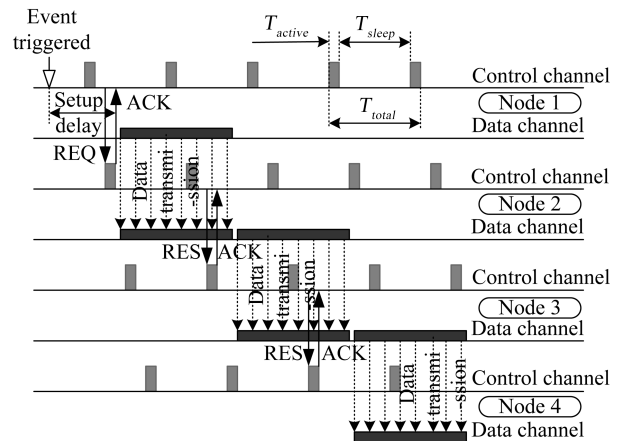 Event
triggered
T_active
T_sleep
Control channel
Setup
delay
ACK
T_total
Node 1
Data channel
REQ
Data
transmi
-ssion
Control channel
Node 2
Data channel
RES
ACK
Data
transmi
-ssion
Control channel
Node 3
Data channel
RES
ACK
Data
transmi
-ssion
Control channel
Node 4
Data channel